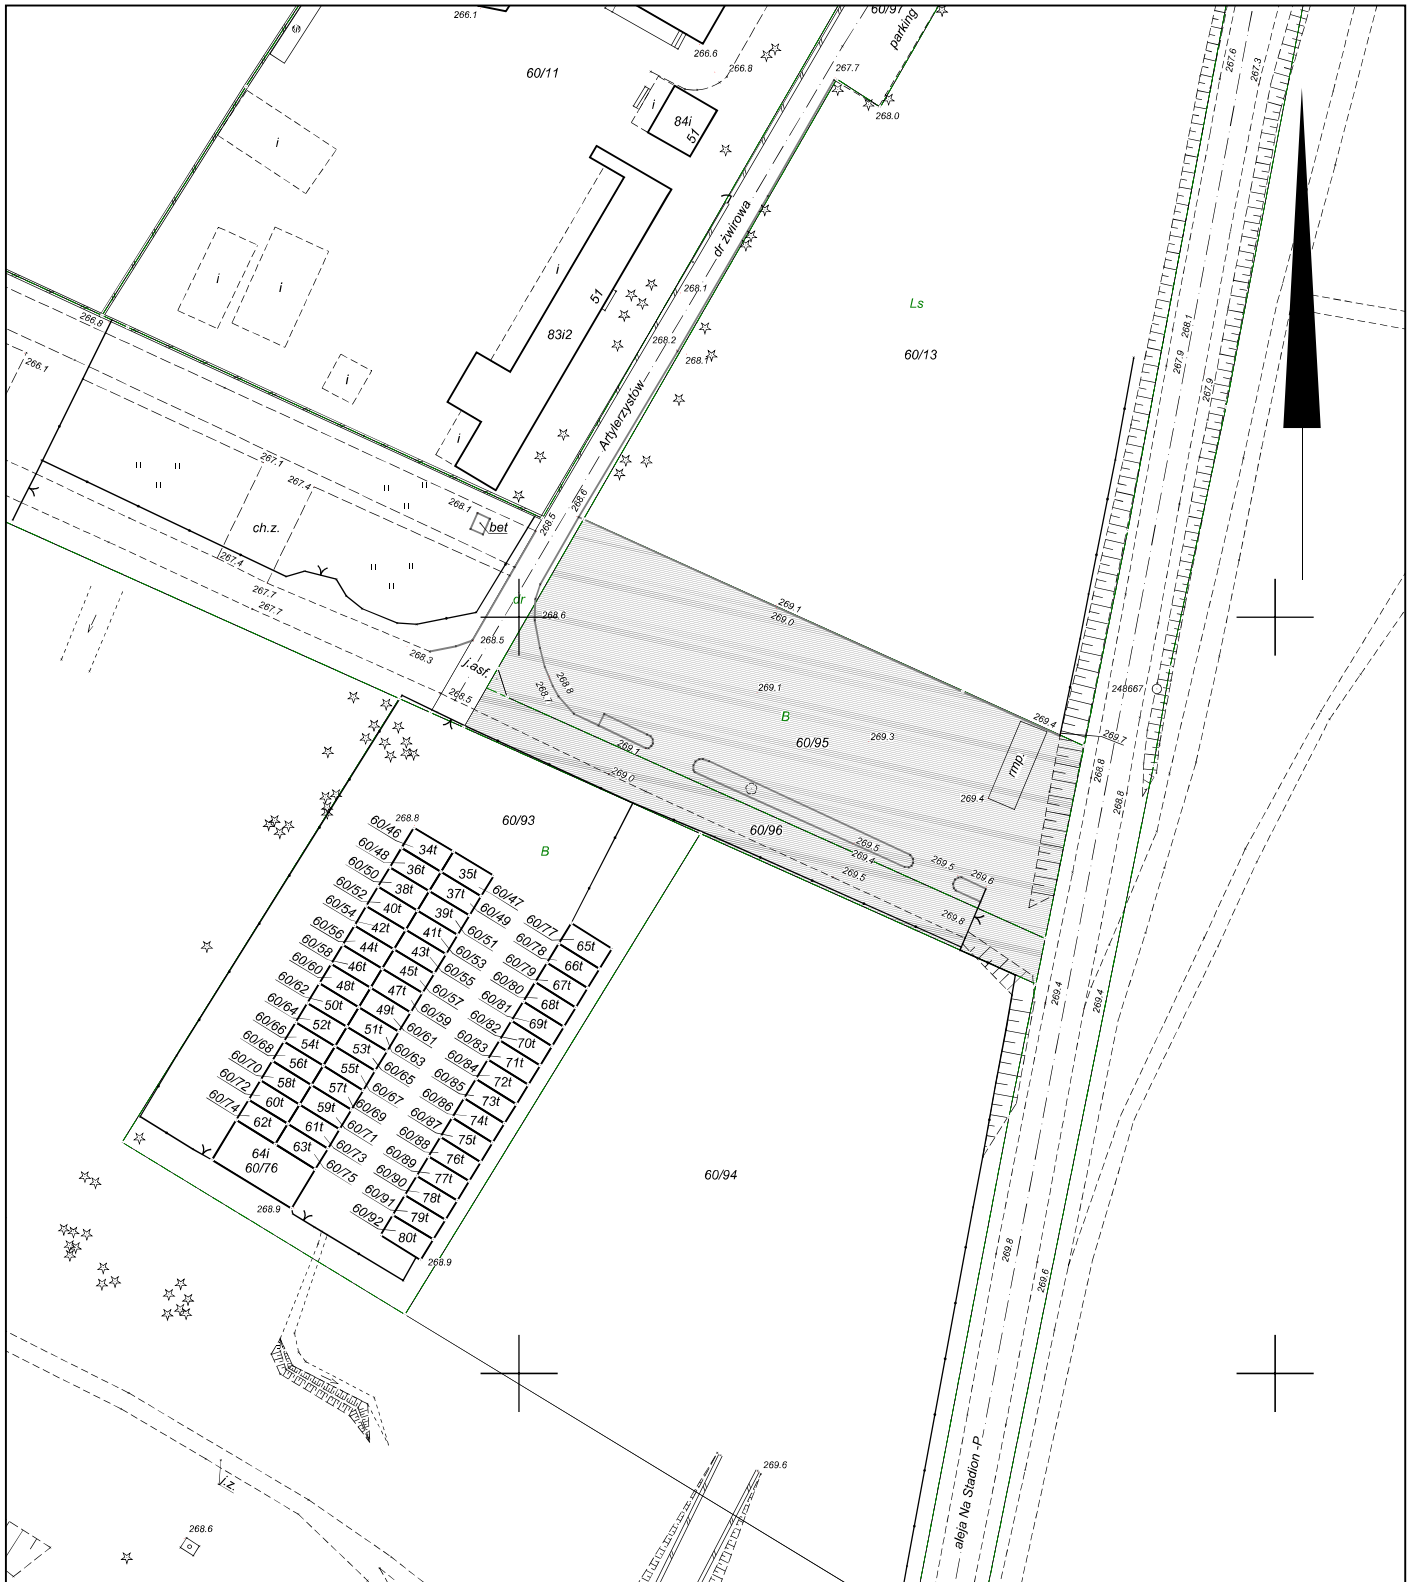 266.1
60/97
parking
267.6
267.3
266.6
266.8
60/11
267.7
i
84i
51
268.0
i
dr żwirowa
i
i
i
51
268.1
Ls
83i2
268.2
268.1
60/13
268.1
267.9
267.9
266.8
266.1
i
i
Artylerzystów
267.1
267.4
268.1
268.6
268.5
bet
ch.z.
267.4
267.7
267.7
dr
268.6
269.1
269.0
268.5
268.3
j.asf.
268.5
268.8
268.7
269.1
B
60/95
269.3
248667
269.4
269.7
rmp.
268.8
268.8
269.4
268.1
269.0
60/96
269.5
269.4
269.5
269.5
269.6
269.8
60/93
B
268.8
60/46
34t
60/48
36t
35t
60/47
60/50
38t
37t
60/49
60/52
40t
39t
60/51
60/54
42t
41t
60/53
60/56
44t
43t
60/55
60/58
46t
45t
60/57
60/60
48t
47t
60/59
60/62
50t
49t
60/61
60/64
52t
51t
60/63
60/66
54t
53t
60/65
60/68
56t
55t
60/67
60/70
58t
57t
60/69
60/72
60t
59t
60/71
60/74
62t
61t
60/73
64i
60/76
63t
60/75
60/77
65t
60/78
66t
60/79
67t
60/80
68t
60/81
69t
60/82
70t
60/83
71t
60/84
72t
60/85
73t
60/86
74t
60/87
75t
60/88
76t
60/89
77t
60/90
78t
60/91
79t
60/92
80t
268.9
268.9
60/94
269.4
269.4
269.8
269.6
aleja Na Stadion -P
269.6
j.z.
268.6